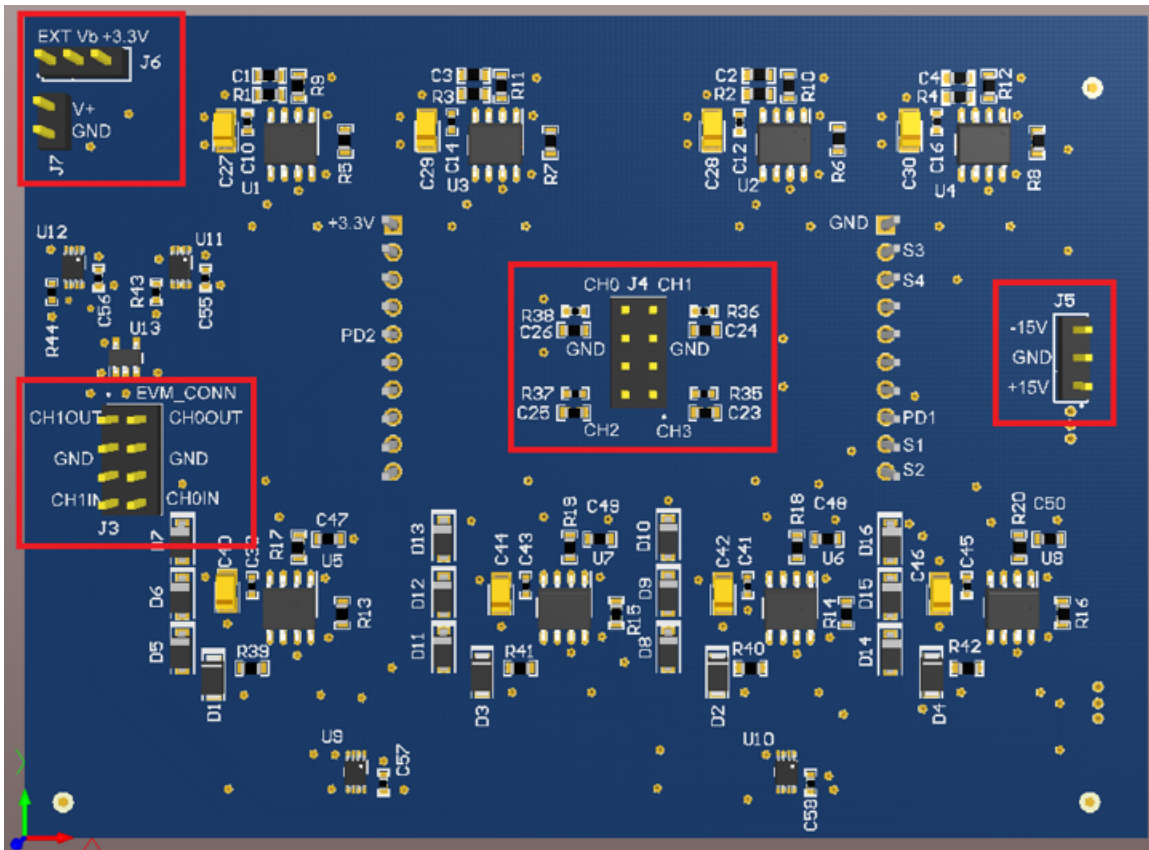 EXT Vb +3.3V
J6
V+
GND
J7
C1
R1
R9
C27
C10
U1
R5
C3
R3
R11
C29
C14
U3
R7
C2
R2
R10
C28
C12
U2
R6
C4
R4
R12
C30
C16
U4
R8
+3.3V
GND
S3
S4
PD2
PD1
S1
S2
U12
U11
R44
C56
R43
C55
U13
CH0 J4 CH1
R38
C26
R36
C24
GND
GND
R37
C25
R35
C23
CH2
CH3
J5
-15V
GND
+15V
EVM_CONN
CH1OUT
CH0OUT
GND
GND
CH1IN
CH0IN
J3
D7
D6
D5
C40
R17
C47
U5
R13
D1
R39
D13
D12
D11
C44
C43
R19
C49
U7
R15
D3
R41
D10
D9
D8
C42
C41
R18
C48
U6
R14
D2
R40
D16
D15
D14
C46
C45
R20
C50
U8
R16
D4
R42
U9
C57
U10
C58